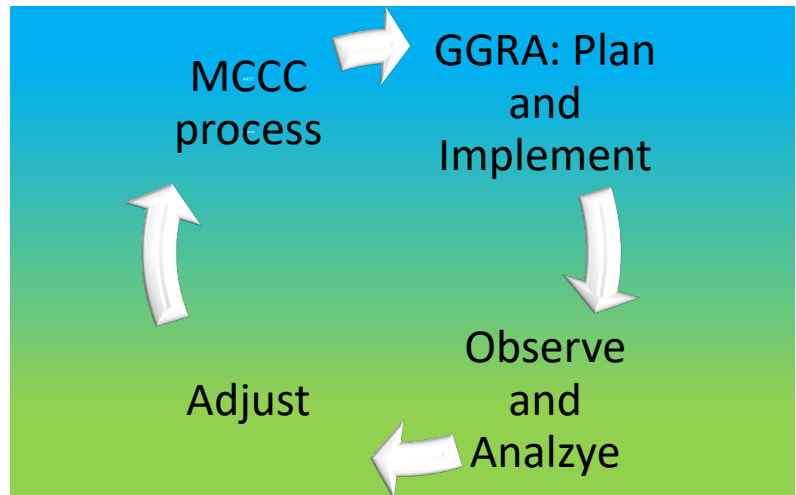 MCCC
process
GGRA: Plan
and
Implement
Observe
and
Analzye
Adjust